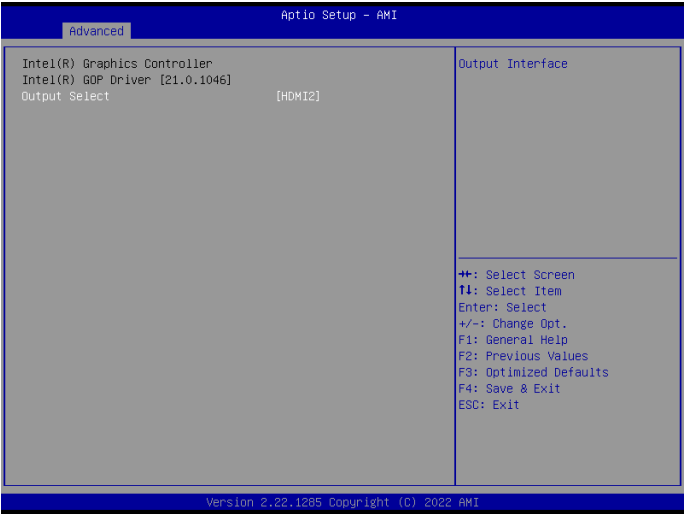 Aptio Setup – AMI
Advanced
Intel(R) Graphics Controller
Intel(R) GOP Driver [21.0.1046]
Output Select [HDMI2]
Output Interface
→←: Select Screen
↑↓: Select Item
Enter: Select
+/-: Change Opt.
F1: General Help
F2: Previous Values
F3: Optimized Defaults
F4: Save & Exit
ESC: Exit
Version 2.22.1285 Copyright (C) 2022 AMI